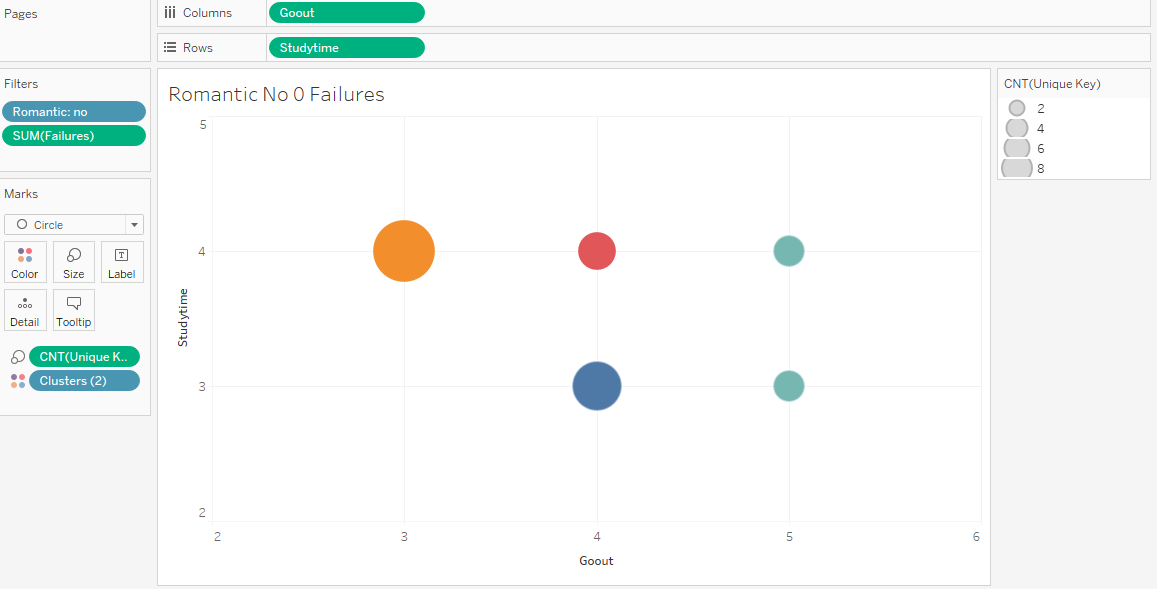 Pages
Columns
Goout
Rows
Studytime
Filters
Romantic: no
SUM(Failures)
Marks
Circle
Color
Size
Label
Detail
Tooltip
CNT(Unique K..
Clusters (2)
Romantic No 0 Failures
5
4
3
2
Studytime
2 3 4 5 6
Goout
CNT(Unique Key)
2
4
6
8